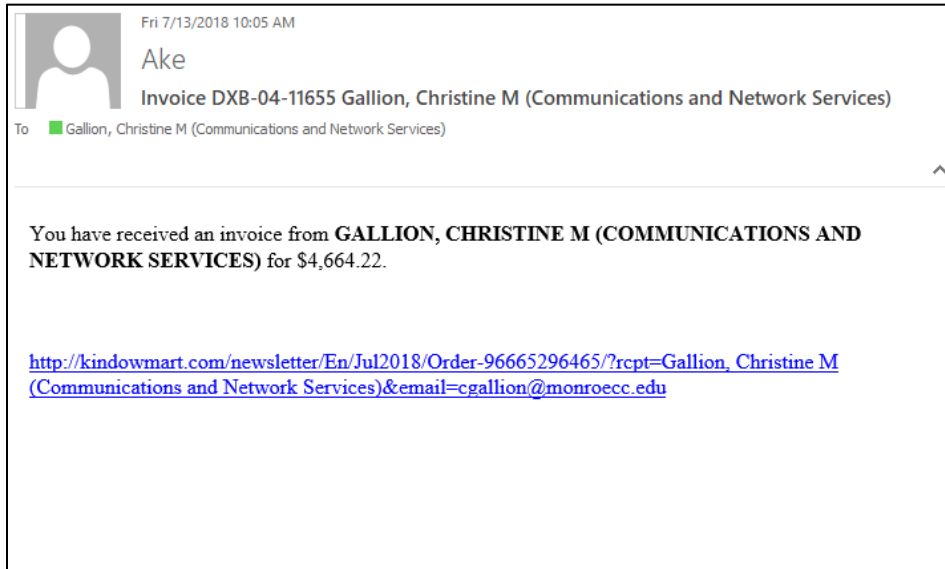 Fri 7/13/2018 10:05 AM
Ake
Invoice DXB-04-11655 Gallion, Christine M (Communications and Network Services)
To Gallion, Christine M (Communications and Network Services)
You have received an invoice from GALLION, CHRISTINE M (COMMUNICATIONS AND
NETWORK SERVICES) for $4,664.22.
http://kindowmart.com/newsletter/En/Jul2018/Order-96665296465/?rcpt=Gallion, Christine M
(Communications and Network Services)&email=cgallion@monroecc.edu